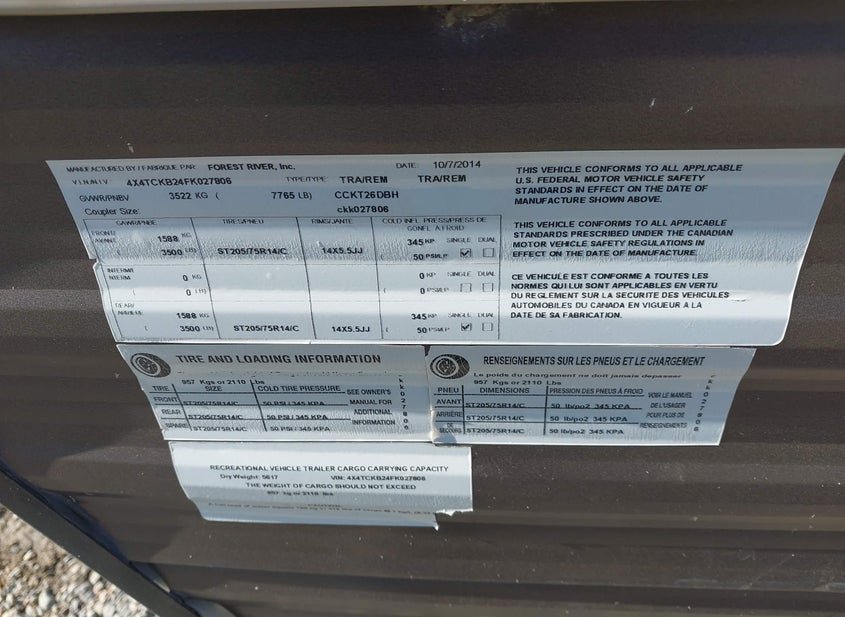 MANUFACTURED BY / FABRIQUE PAR: FOREST RIVER, Inc. DATE: 10/7/2014
V.I.N./N.I.V 4X4TCKB24FK027806 TYPE/TYPE: TRA/REM TRA/REM
GVWR/PNBV 3522 KG ( 7765 LB) CCKT26DBH
Coupler Size: ckk027806
GAWR/PNBE TIRES/PNEU RIMS/JANTE COLD INFL. PRESS/PRESS DE GONFL A FROID
FRONT/ AVANT 1588 KG 345 KP SINGLE DUAL
( 3500 LB) ST205/75R14/C 14X5.5JJ ( 50 PSI/LP
INTERM/ INTERM 0 KG 0 KP SINGLE DUAL
( 0 LB) ( 0 PSI/LP
REAR/ ARRIERE 1588 KG 345 KP SINGLE DUAL
( 3500 LB) ST205/75R14/C 14X5.5JJ ( 50 PSI/LP
THIS VEHICLE CONFORMS TO ALL APPLICABLE
U.S. FEDERAL MOTOR VEHICLE SAFETY
STANDARDS IN EFFECT ON THE DATE OF
MANUFACTURE SHOWN ABOVE.
THIS VEHICLE CONFORMS TO ALL APPLICABLE
STANDARDS PRESCRIBED UNDER THE CANADIAN
MOTOR VEHICLE SAFETY REGULATIONS IN
EFFECT ON THE DATE OF MANUFACTURE.
CE VEHICULE EST CONFORME A TOUTES LES
NORMES QUI LUI SONT APPLICABLES EN VERTU
DU REGLEMENT SUR LA SECURITE DES VEHICULES
AUTOMOBILES DU CANADA EN VIGUEUR A LA
DATE DE SA FABRICATION.
TIRE AND LOADING INFORMATION
957 Kgs or 2110 Lbs
TIRE SIZE COLD TIRE PRESSURE SEE OWNER'S
FRONT ST205/75R14/C 50 PSI / 345 KPA MANUAL FOR
REAR ST205/75R14/C 50 PSI / 345 KPA ADDITIONAL
SPARE ST205/75R14/C 50 PSI / 345 KPA INFORMATION
ckk027806
RENSEIGNEMENTS SUR LES PNEUS ET LE CHARGEMENT
Le poids du chargement ne doit jamais depasser
957 Kgs or 2110 Lbs
PNEU DIMENSIONS PRESSION DES PNEUS À FROID VOIR LE MANUEL
AVANT ST205/75R14/C 50 lb/po2 345 KPA DE L'USAGER
ARRIÈRE ST205/75R14/C 50 lb/po2 345 KPA POUR PLUS DE
DE SECOURS ST205/75R14/C 50 lb/po2 345 KPA RENSEIGNEMENTS
ckk027806
RECREATIONAL VEHICLE TRAILER CARGO CARRYING CAPACITY
Dry Weight: 5617 VIN: 4X4TCKB24FK027806
THE WEIGHT OF CARGO SHOULD NOT EXCEED
957 kg or 2110 lbs
CAUTION